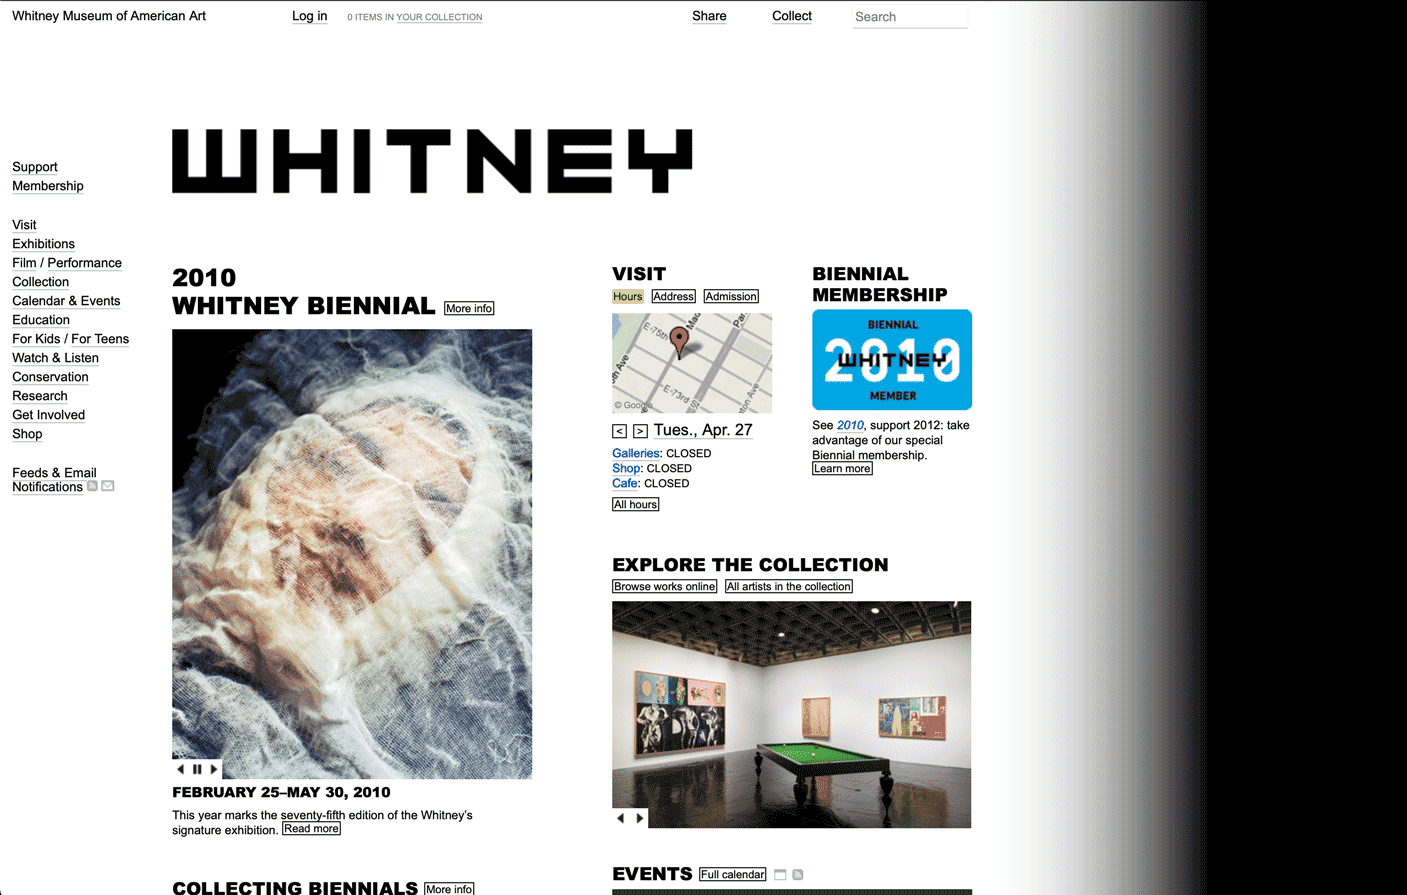 Whitney Museum of American Art
Log in
0 ITEMS IN YOUR COLLECTION
Share
Collect
Search
WHITNEY
Support
Membership
Visit
Exhibitions
Film / Performance
Collection
Calendar & Events
Education
For Kids / For Teens
Watch & Listen
Conservation
Research
Get Involved
Shop
Feeds & Email
Notifications
2010
WHITNEY BIENNIAL More info
FEBRUARY 25–MAY 30, 2010
This year marks the seventy-fifth edition of the Whitney's
signature exhibition. Read more
COLLECTING BIENNIALS More info
VISIT
Hours Address Admission
E-75th
Mad
Par
Ave
E-73rd St
ton Ave
© Google
< > Tues., Apr. 27
Galleries: CLOSED
Shop: CLOSED
Cafe: CLOSED
All hours
BIENNIAL
MEMBERSHIP
BIENNIAL
2010
WHITNEY
MEMBER
See 2010, support 2012: take
advantage of our special
Biennial membership.
Learn more
EXPLORE THE COLLECTION
Browse works online All artists in the collection
EVENTS Full calendar